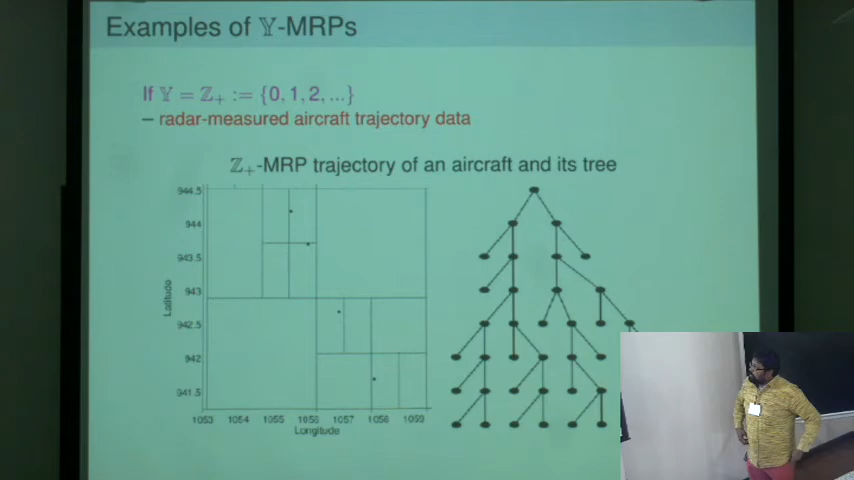 Examples of 𝕐-MRPs
If 𝕐 = ℤ₊ := {0, 1, 2, ...}
– radar-measured aircraft trajectory data
ℤ₊-MRP trajectory of an aircraft and its tree
944.5
944
943.5
943
942.5
942
941.5
Latitude
1053 1054 1055 1056 1057 1058 1059
Longitude